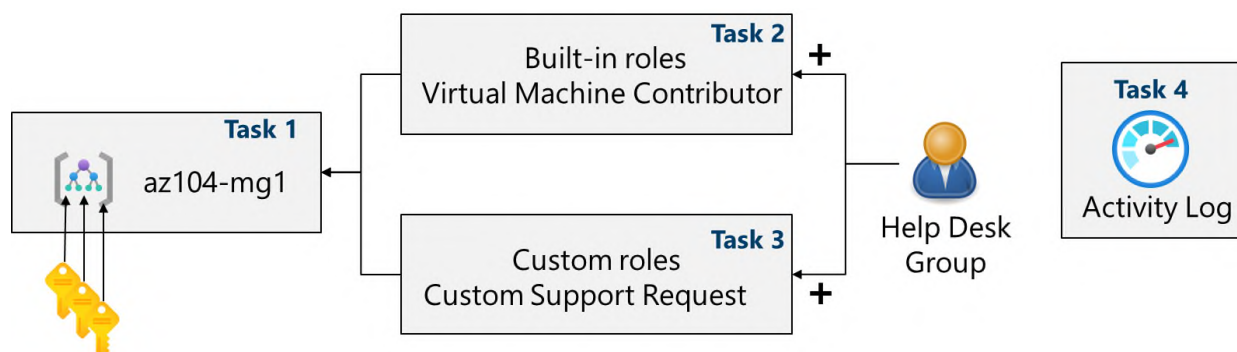 Task 1
az104-mg1
Task 2
Built-in roles
Virtual Machine Contributor
Task 3
Custom roles
Custom Support Request
+
+
Help Desk
Group
Task 4
Activity Log